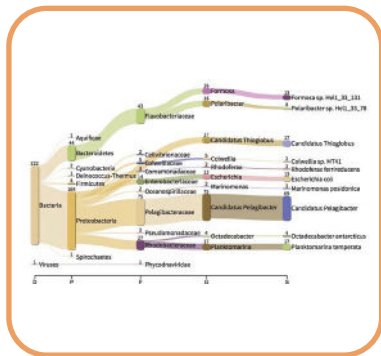 Formosa
Formosa sp. Hel1_33_131
Polaribacter
Polaribacter sp. Hel1_33_78
Flavobacteriaceae
Aquificae
Bacteroidetes
Candidatus Thioglobus
Candidatus Thioglobus
Cyanobacteria
Colwelliaceae
Colwellia
Colwellia sp. MT41
Deinococcus-Thermus
Comamonadaceae
Rhodoferax
Rhodoferax ferrireducens
Firmicutes
Enterobacteriaceae
Escherichia
Escherichia coli
Oceanospirillaceae
Marinomonas
Marinomonas posidonica
Bacteria
Proteobacteria
Pelagibacteraceae
Candidatus Pelagibacter
Candidatus Pelagibacter
Pseudomonadaceae
Octadecabacter
Octadecabacter antarcticus
Rhodobacteraceae
Planktomarina
Planktomarina temperata
Spirochaetes
Viruses
Phycodnaviridae
D P F G S